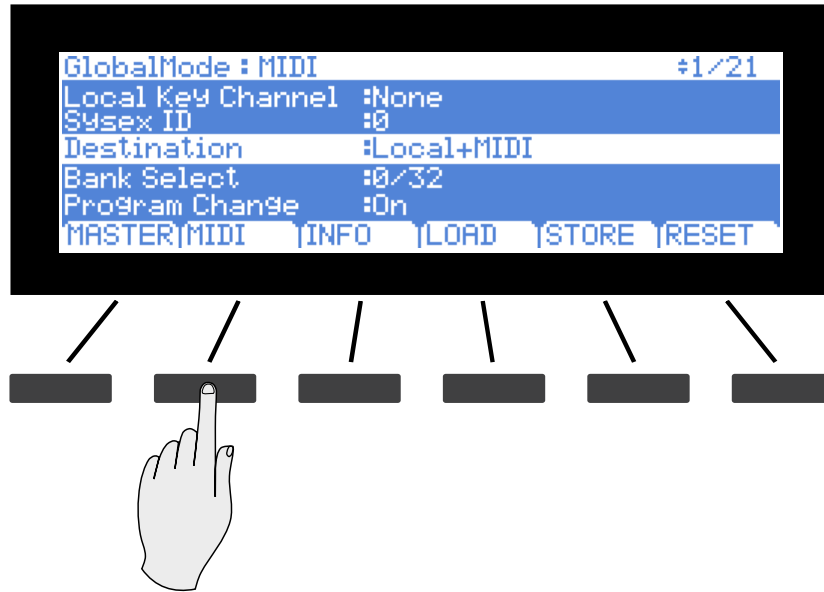 GlobalMode : MIDI ÷1/21
Local Key Channel :None
Sysex ID :0
Destination :Local+MIDI
Bank Select :0/32
Program Change :On
MASTER MIDI INFO LOAD STORE RESET